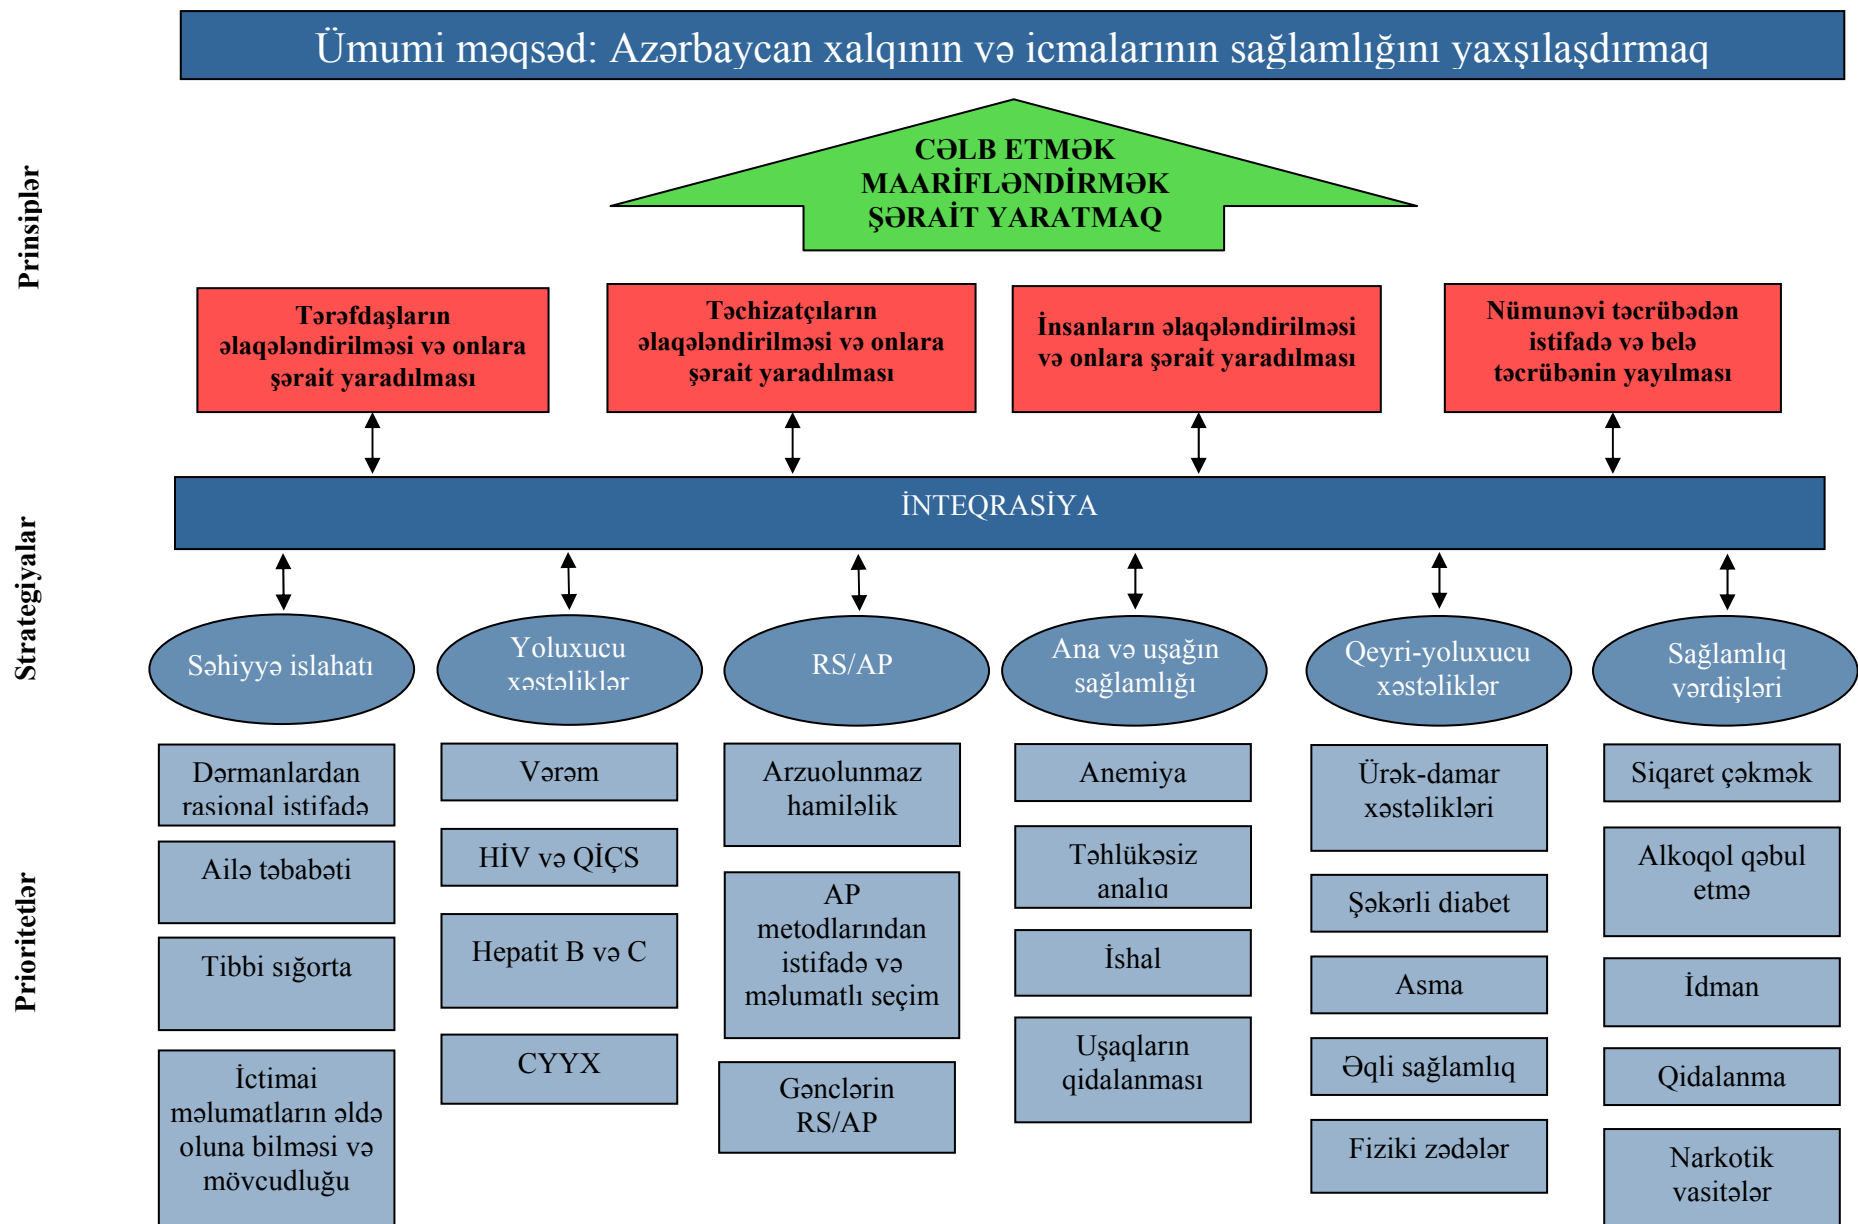 Ümumi məqsəd: Azərbaycan xalqının və icmalarının sağlamlığını yaxşılaşdırmaq
Prinsiplər
CƏLB ETMƏK
MAARİFLƏNDİRMƏK
ŞƏRAİT YARATMAQ
Tərəfdaşların
əlaqələndirilməsi və onlara
şərait yaradılması
Təchizatçıların
əlaqələndirilməsi və onlara
şərait yaradılması
İnsanların əlaqələndirilməsi
və onlara şərait yaradılması
Nümunəvi təcrübədən
istifadə və belə
təcrübənin yayılması
Strategiyalar
İNTEQRASİYA
Səhiyyə islahatı
Yoluxucu
xəstəliklər
RS/AP
Ana və uşağın
sağlamlığı
Qeyri-yoluxucu
xəstəliklər
Sağlamlıq
vərdişləri
Prioritetlər
Dərmanlardan
rasional istifadə
Ailə təbabəti
Tibbi sığorta
İctimai
məlumatların əldə
oluna bilməsi və
mövcudluğu
Vərəm
HİV və QİÇS
Hepatit B və C
CYYX
Arzuolunmaz
hamiləlik
AP
metodlarından
istifadə və
məlumatlı seçim
Gənclərin
RS/AP
Anemiya
Təhlükəsiz
analıq
İshal
Uşaqların
qidalanması
Ürək-damar
xəstəlikləri
Şəkərli diabet
Asma
Əqli sağlamlıq
Fiziki zədələr
Siqaret çəkmək
Alkoqol qəbul
etmə
İdman
Qidalanma
Narkotik
vasitələr